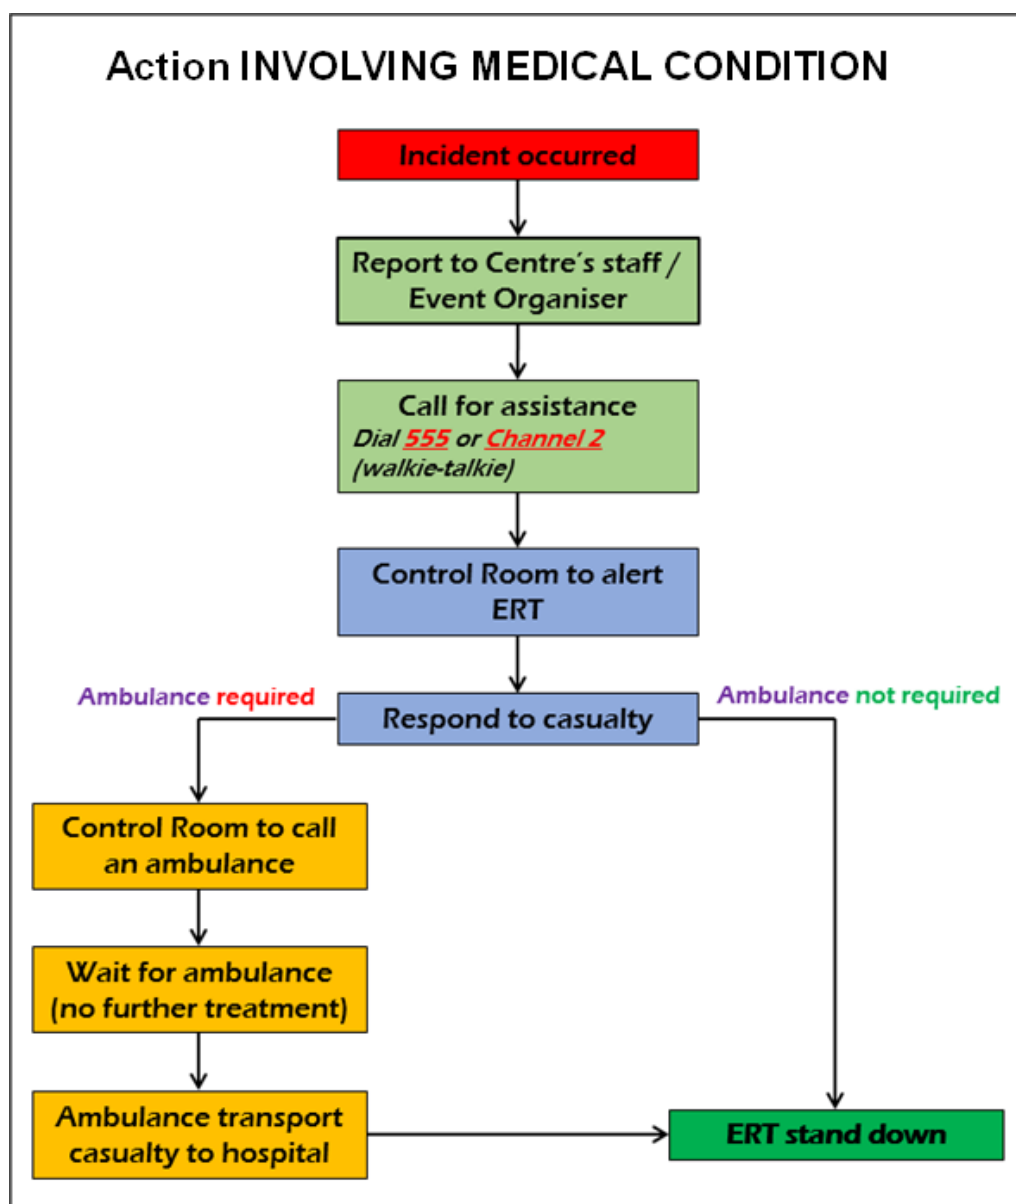 Action INVOLVING MEDICAL CONDITION
Incident occurred
Report to Centre's staff /
Event Organiser
Call for assistance
Dial 555 or Channel 2
(walkie-talkie)
Control Room to alert
ERT
Ambulance required
Respond to casualty
Ambulance not required
Control Room to call
an ambulance
Wait for ambulance
(no further treatment)
Ambulance transport
casualty to hospital
ERT stand down